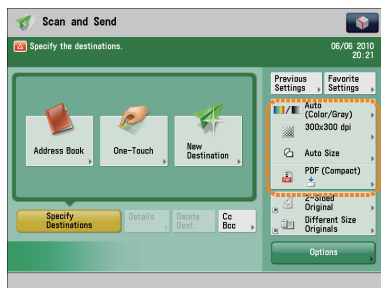 Scan and Send
Specify the destinations.
06/06 2010
20:21
Previous
Settings
Favorite
Settings
Auto
(Color/Gray)
300x300 dpi
Address Book
One-Touch
New
Destination
Auto Size
PDF (Compact)
2-Sided
Original
Specify
Destinations
Details
Delete
Dest.
Cc
Bcc
Different Size
Originals
Options